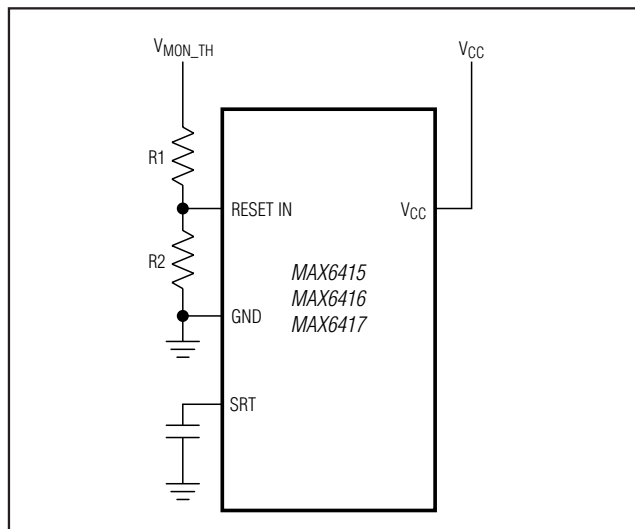 V_MON_TH
V_CC
R1
RESET IN
V_CC
R2
MAX6415
MAX6416
MAX6417
GND
SRT